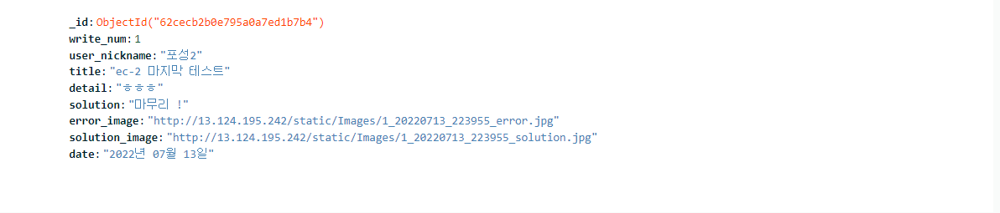 _id: ObjectId("62cecb2b0e795a0a7ed1b7b4")
write_num: 1
user_nickname: "포성2"
title: "ec-2 마지막 테스트"
detail: "ㅎㅎㅎ"
solution: "마무리 !"
error_image: "http://13.124.195.242/static/Images/1_20220713_223955_error.jpg"
solution_image: "http://13.124.195.242/static/Images/1_20220713_223955_solution.jpg"
date: "2022년 07월 13일"